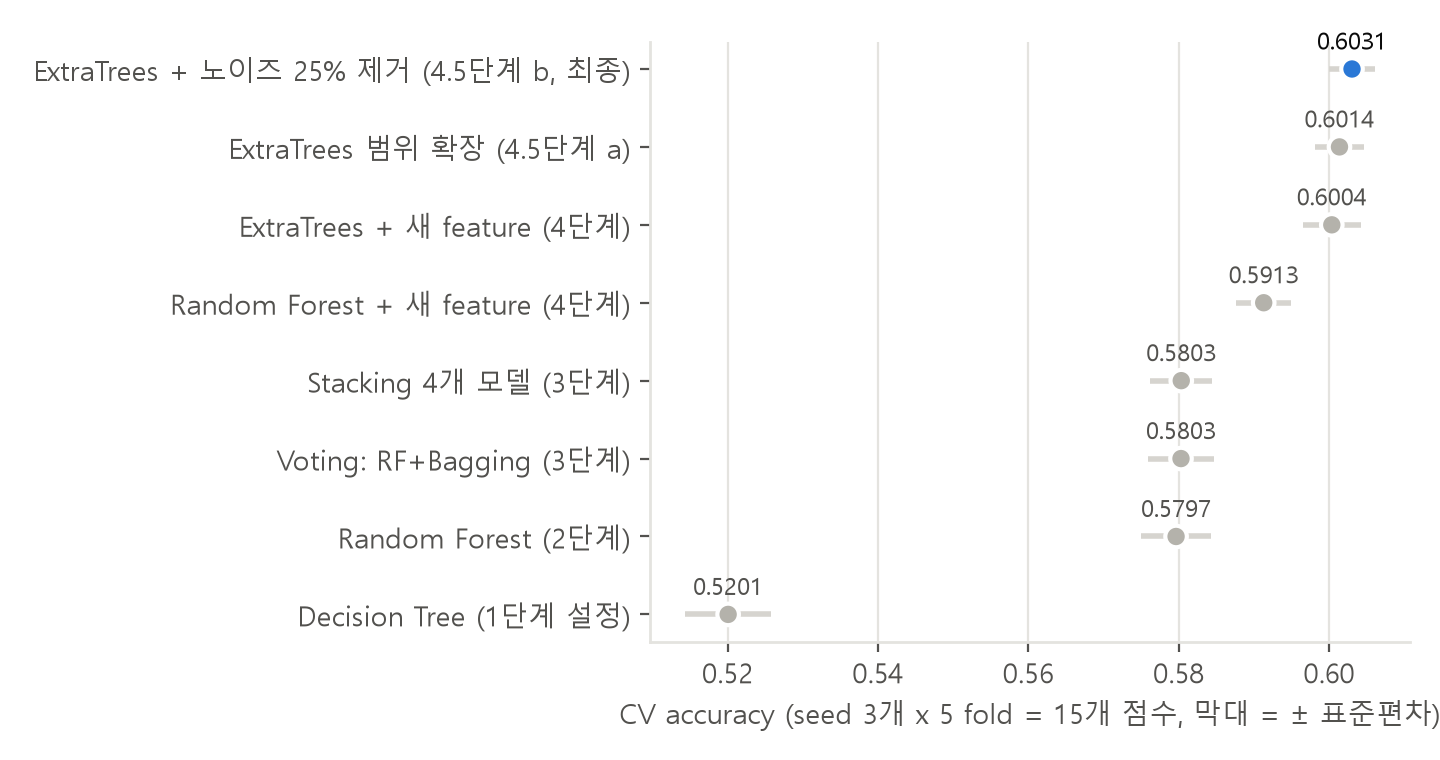 0.6031
ExtraTrees + 노이즈 25% 제거 (4.5단계 b, 최종)
0.6014
ExtraTrees 범위 확장 (4.5단계 a)
0.6004
ExtraTrees + 새 feature (4단계)
0.5913
Random Forest + 새 feature (4단계)
0.5803
Stacking 4개 모델 (3단계)
0.5803
Voting: RF+Bagging (3단계)
0.5797
Random Forest (2단계)
0.5201
Decision Tree (1단계 설정)
0.52 0.54 0.56 0.58 0.60
CV accuracy (seed 3개 x 5 fold = 15개 점수, 막대 = ± 표준편차)